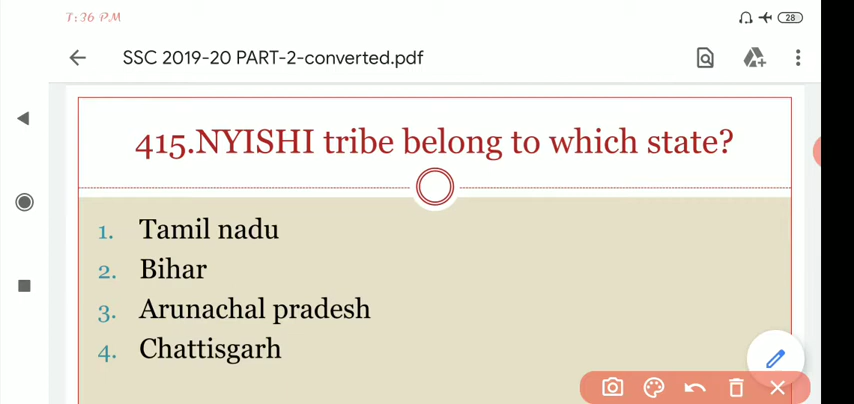 7:36 PM
28
SSC 2019-20 PART-2-converted.pdf
415.NYISHI tribe belong to which state?
1. Tamil nadu
2. Bihar
3. Arunachal pradesh
4. Chattisgarh